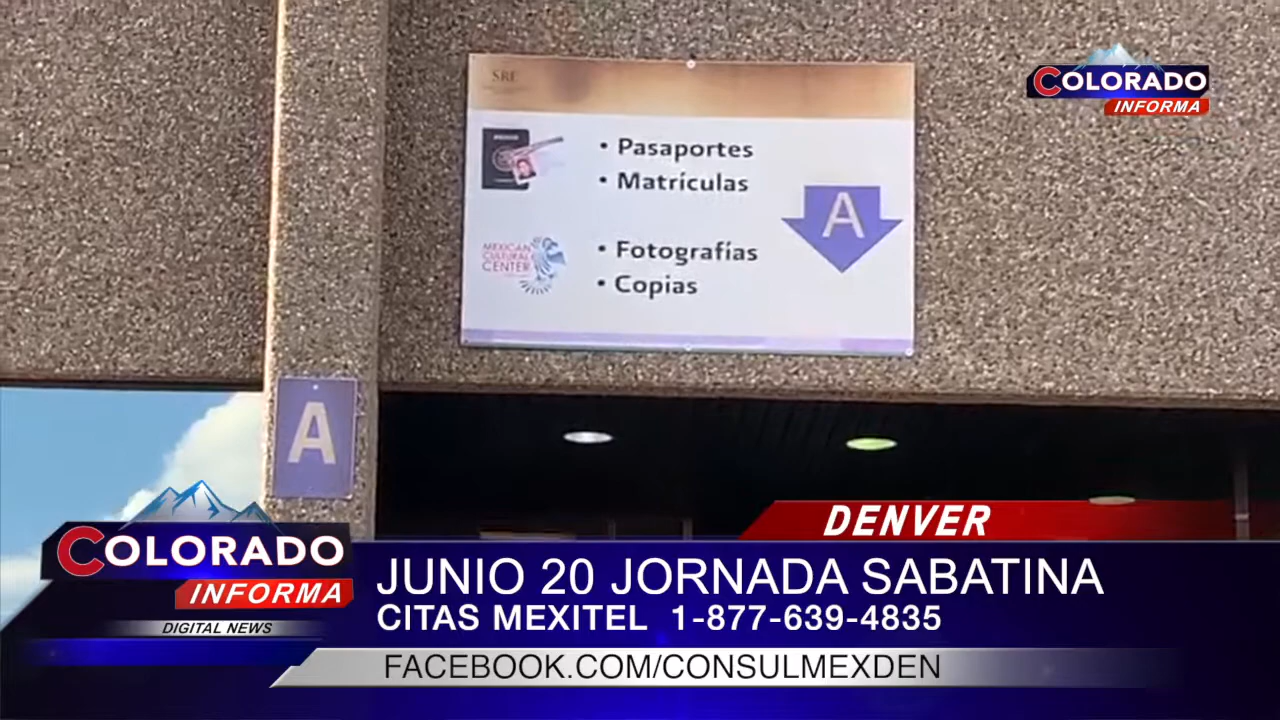 SRE
COLORADO
INFORMA
• Pasaportes
• Matrículas
A
MEXICAN
CULTURAL
CENTER
• Fotografías
• Copias
A
DENVER
COLORADO
INFORMA
DIGITAL NEWS
JUNIO 20 JORNADA SABATINA
CITAS MEXITEL 1-877-639-4835
FACEBOOK.COM/CONSULMEXDEN